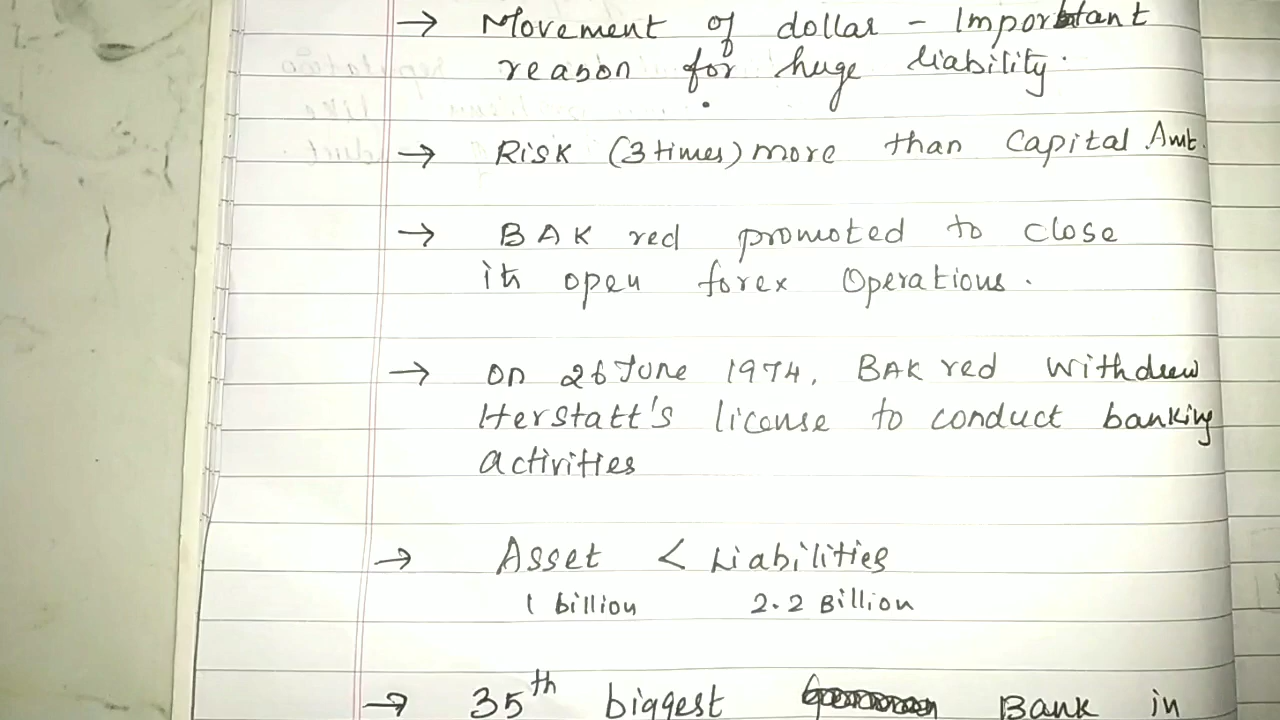 → Movement of dollar - Important
reason for huge liability.
→ Risk (3 times) more than Capital Amt.
→ BAK red promoted to close
its open forex Operations.
→ On 26 June 1974, BAK red withdrew
Herstatt's license to conduct banking
activities
→ Asset < Liabilities
1 billion 2.2 Billion
→ 35th biggest Bank in